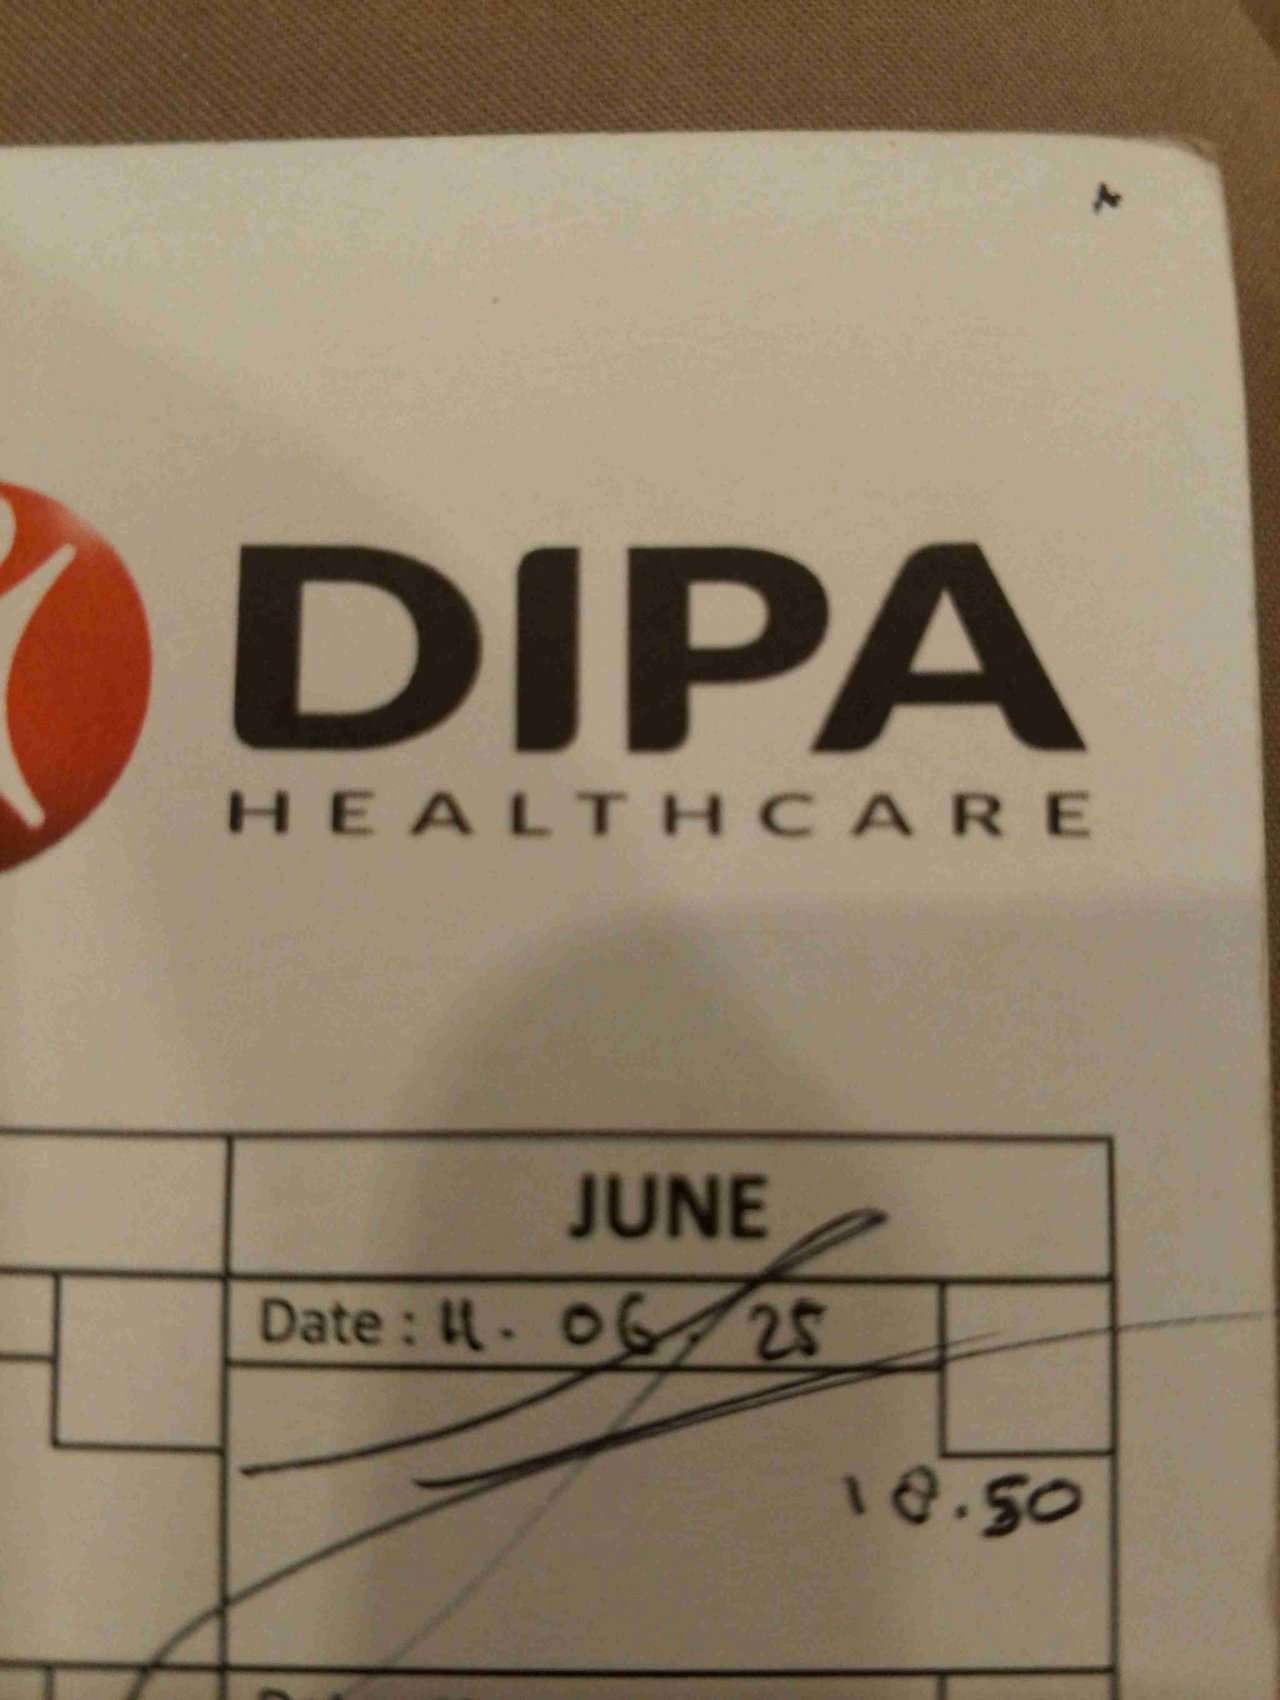 DIPA
HEALTHCARE
JUNE
Date : 11. 06. 25
18.50